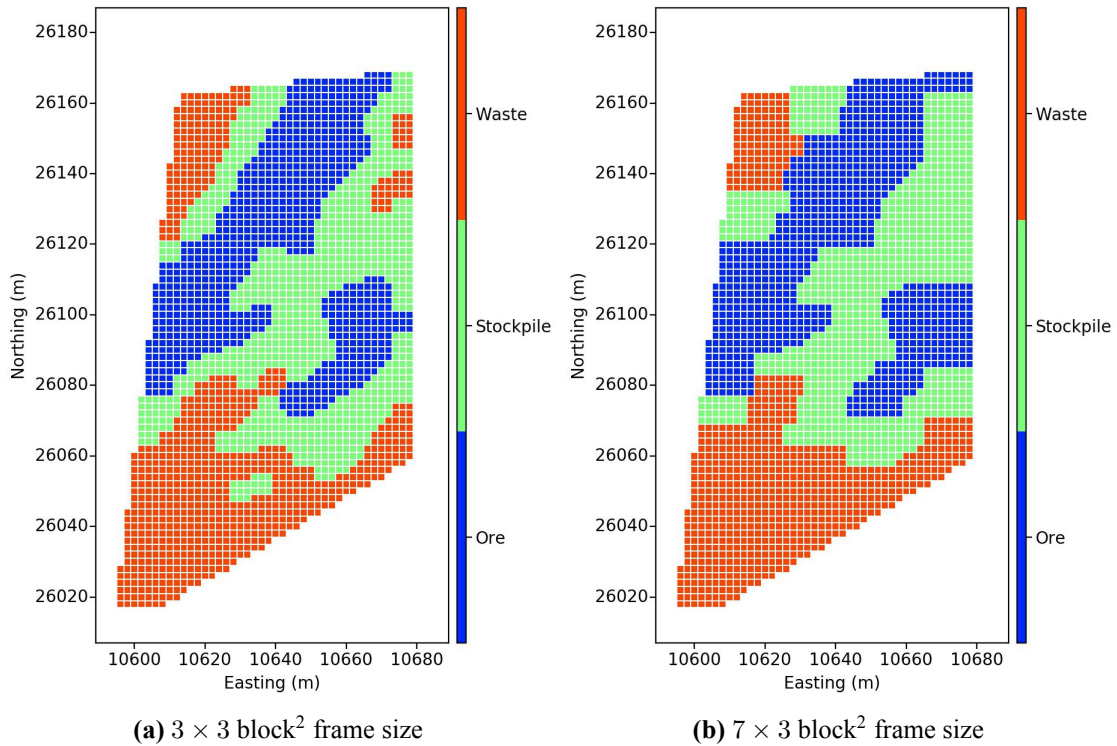 26180
26160
26140
26120
26100
26080
26060
26040
26020
Northing (m)
10600 10620 10640 10660 10680
Easting (m)
Waste
Stockpile
Ore
(a) 3 × 3 block² frame size
26180
26160
26140
26120
26100
26080
26060
26040
26020
Northing (m)
10600 10620 10640 10660 10680
Easting (m)
Waste
Stockpile
Ore
(b) 7 × 3 block² frame size